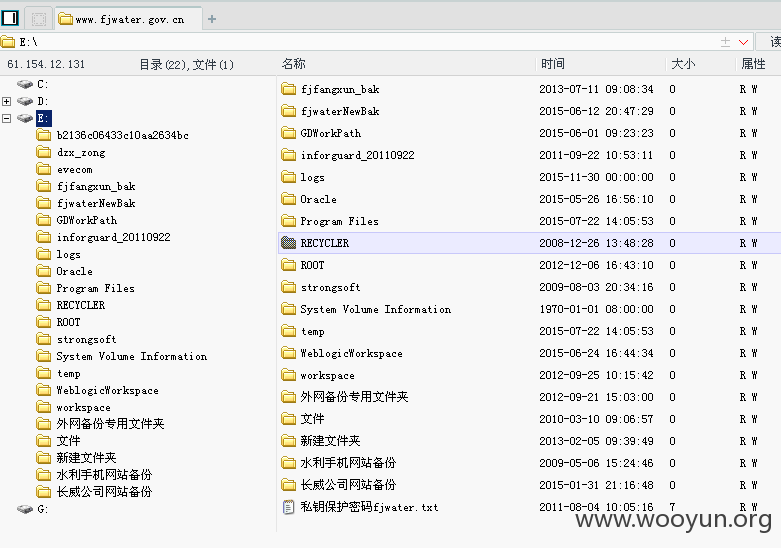 www.fjwater.gov.cn
E:\
读
61.154.12.131 目录(22),文件(1) 名称 时间 大小 属性
C:
D:
E:
b2136c06433c10aa2634bc
dzx_zong
evecom
fjfangxun_bak
fjwaterNewBak
GDWorkPath
inforguard_20110922
logs
Oracle
Program Files
RECYCLER
ROOT
strongsoft
System Volume Information
temp
WeblogicWorkspace
workspace
外网备份专用文件夹
文件
新建文件夹
水利手机网站备份
长威公司网站备份
G:
fjfangxun_bak 2013-07-11 09:08:34 0 R W
fjwaterNewBak 2015-06-12 20:47:29 0 R W
GDWorkPath 2015-06-01 09:23:23 0 R W
inforguard_20110922 2011-09-22 10:53:11 0 R W
logs 2015-11-30 00:00:00 0 R W
Oracle 2015-05-26 16:56:10 0 R W
Program Files 2015-07-22 14:05:53 0 R W
RECYCLER 2008-12-26 13:48:28 0 R W
ROOT 2012-12-06 16:43:10 0 R W
strongsoft 2009-08-03 20:34:16 0 R W
System Volume Information 1970-01-01 08:00:00 0 R W
temp 2015-07-22 14:05:53 0 R W
WeblogicWorkspace 2015-06-24 16:44:34 0 R W
workspace 2012-09-25 10:15:42 0 R W
外网备份专用文件夹 2012-09-21 15:03:00 0 R W
文件 2010-03-10 09:06:57 0 R W
新建文件夹 2013-02-05 09:39:49 0 R W
水利手机网站备份 2009-05-06 15:24:46 0 R W
长威公司网站备份 2015-01-31 21:16:48 0 R W
私钥保护密码fjwater.txt 2011-08-04 10:05:16 7 R W
www.wooyun.org